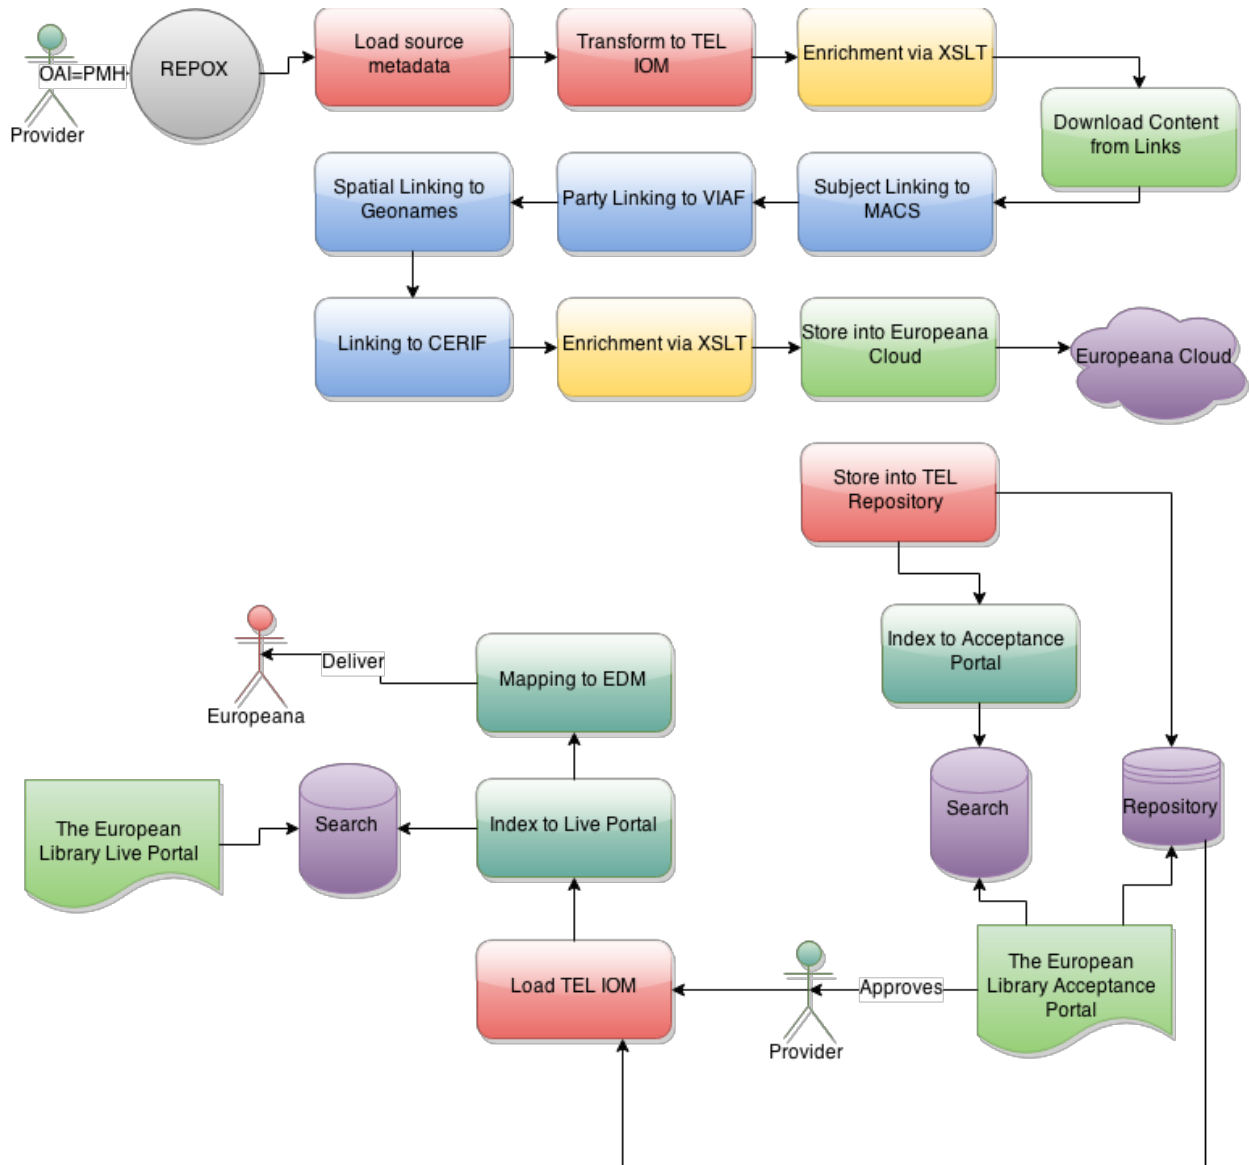 OAI=PMH
Provider
REPOX
Load source
metadata
Transform to TEL
IOM
Enrichment via XSLT
Download Content
from Links
Spatial Linking to
Geonames
Party Linking to VIAF
Subject Linking to
MACS
Linking to CERIF
Enrichment via XSLT
Store into Europeana
Cloud
Europeana Cloud
Store into TEL
Repository
Index to Acceptance
Portal
Deliver
Europeana
Mapping to EDM
The European
Library Live Portal
Search
Index to Live Portal
Search
Repository
Load TEL IOM
Provider
Approves
The European
Library Acceptance
Portal